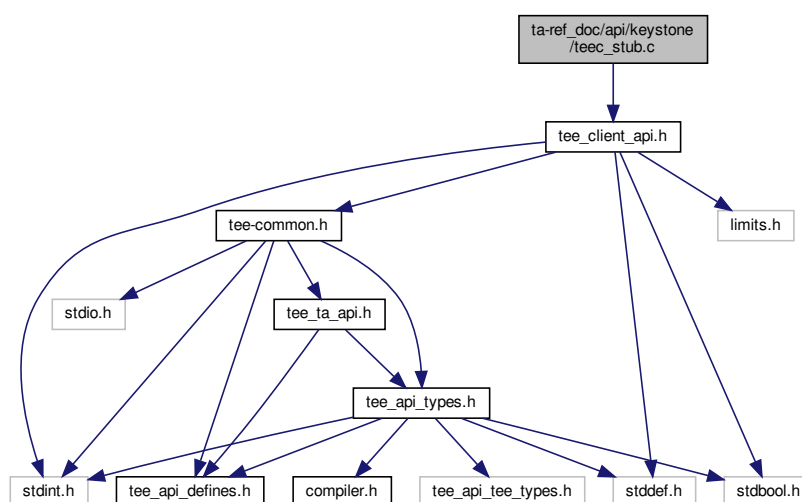 ta-ref_doc/api/keystone
/teec_stub.c
tee_client_api.h
tee-common.h
limits.h
stdio.h
tee_ta_api.h
tee_api_types.h
stdint.h
tee_api_defines.h
compiler.h
tee_api_tee_types.h
stddef.h
stdbool.h